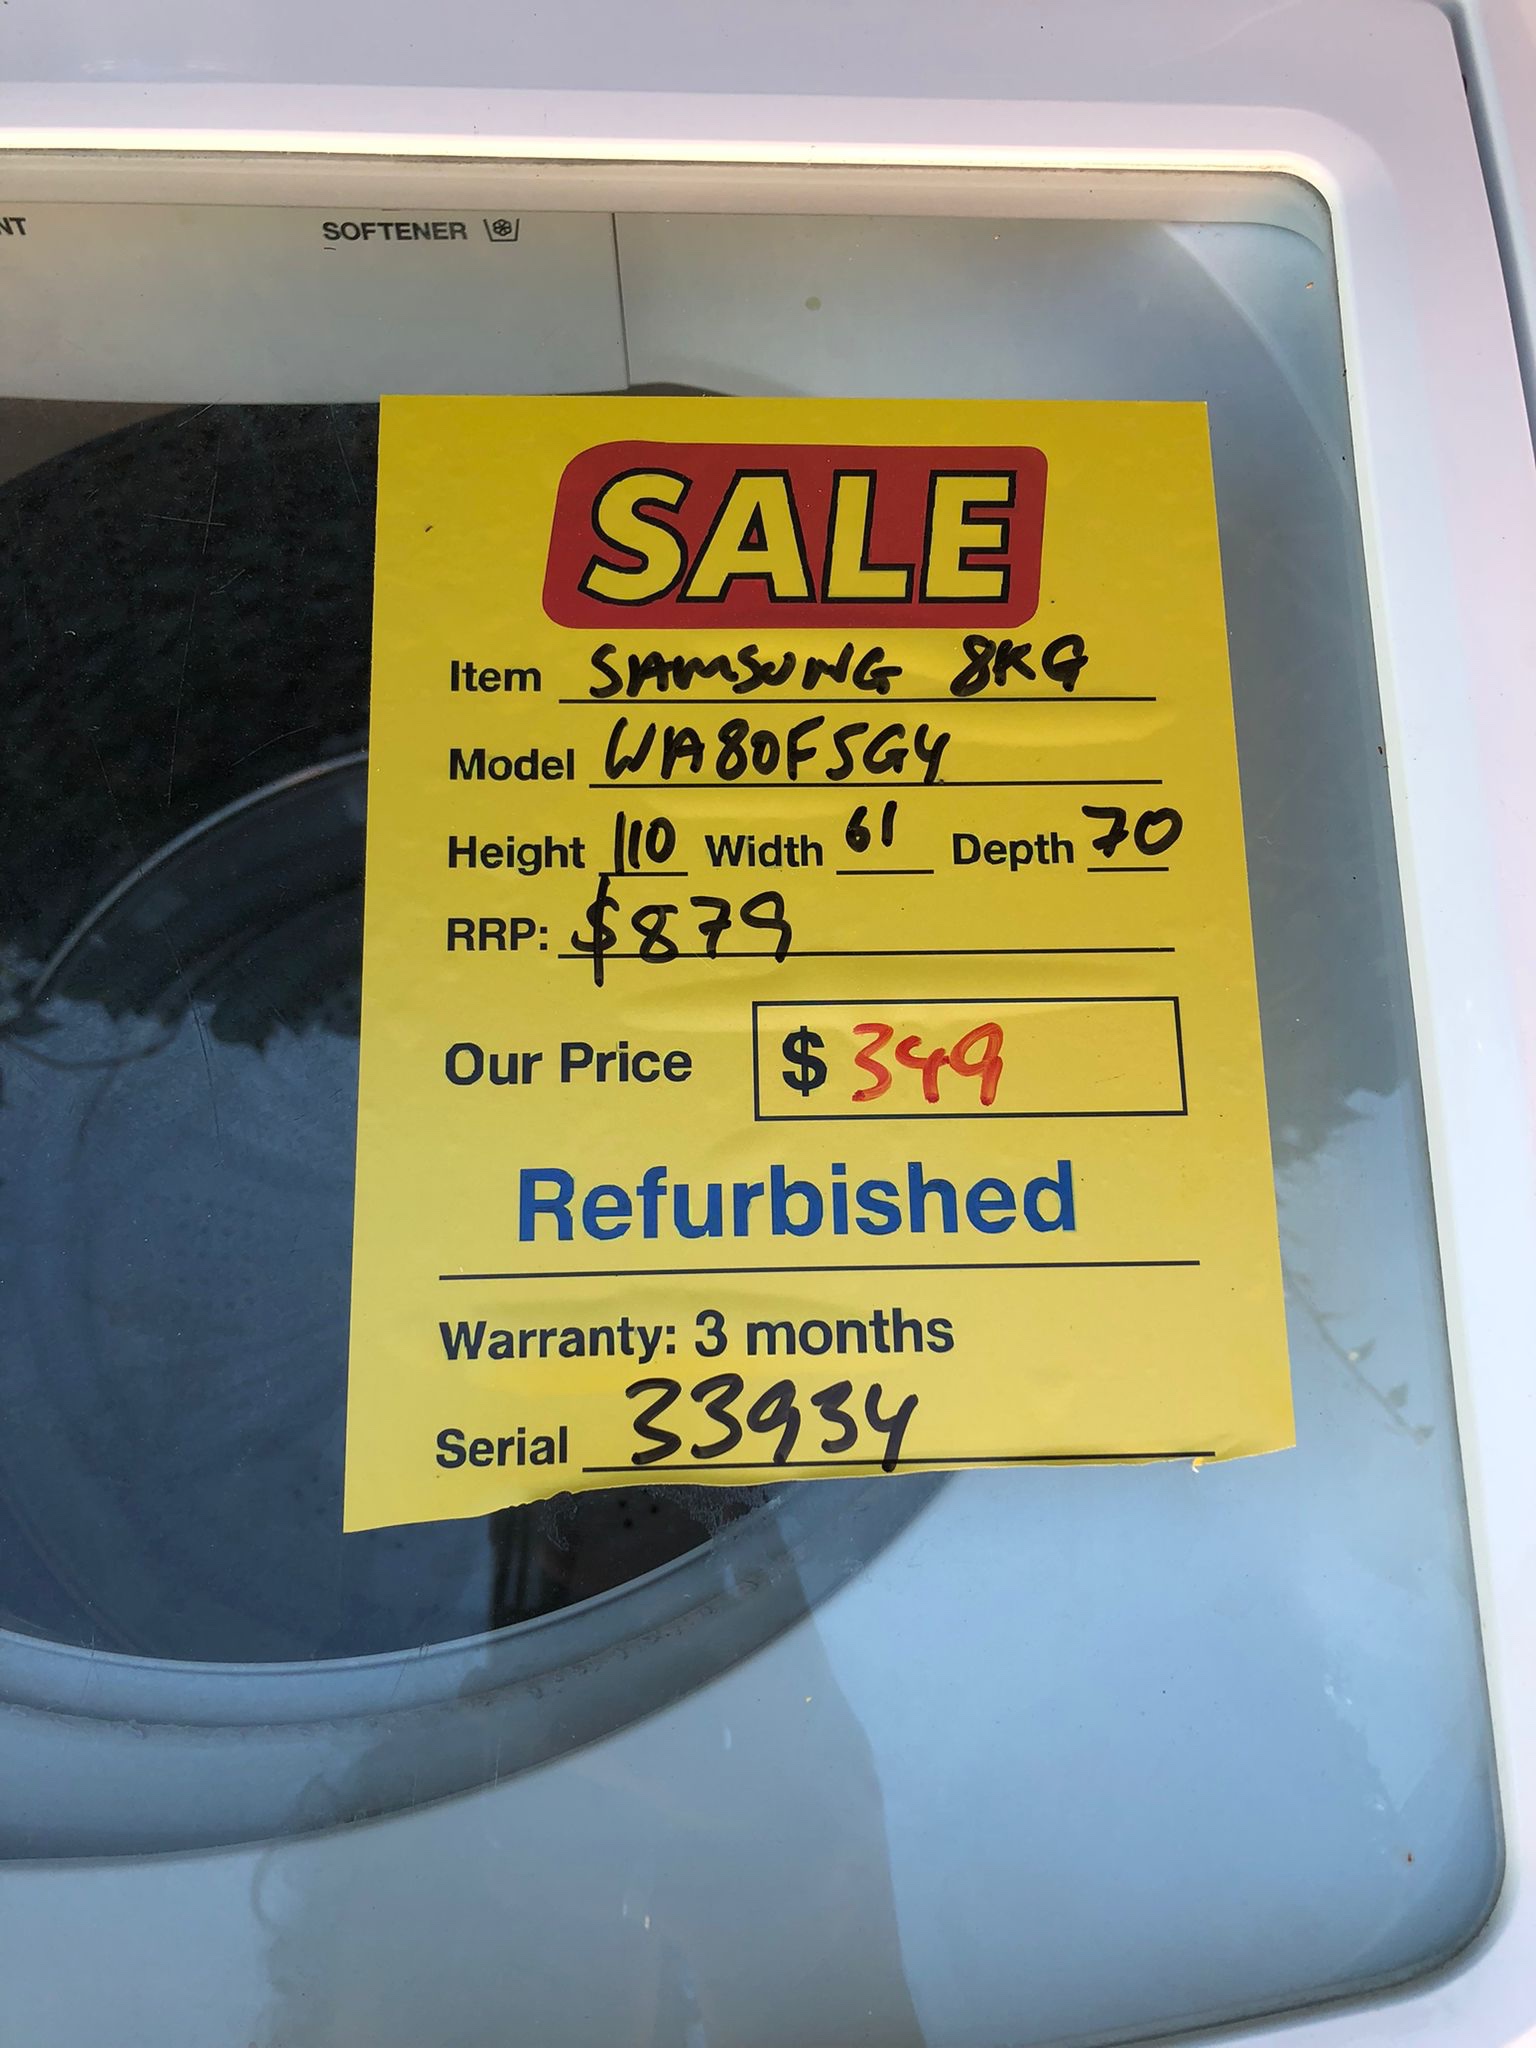 NT SOFTENER
SALE
Item SAMSUNG 8KG
Model WA80F5G4
Height 110 Width 61 Depth 70
RRP: $879
Our Price $ 349
Refurbished
Warranty: 3 months
Serial 33934